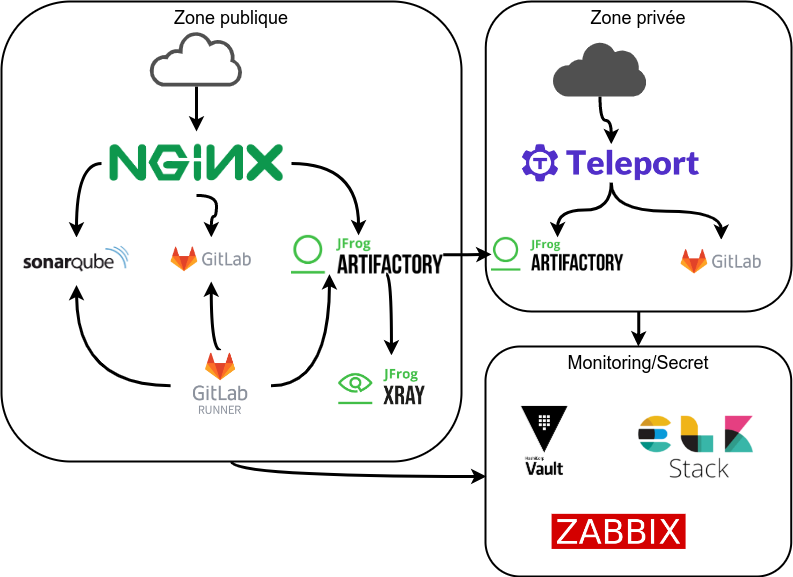 Zone publique
NGiNX
sonarqube
GitLab
JFrog
ARTIFACTORY
GitLab
RUNNER
JFrog
XRAY
Zone privée
T
Teleport
JFrog
ARTIFACTORY
GitLab
Monitoring/Secret
HashiCorp
Vault
ELK
Stack
ZABBIX